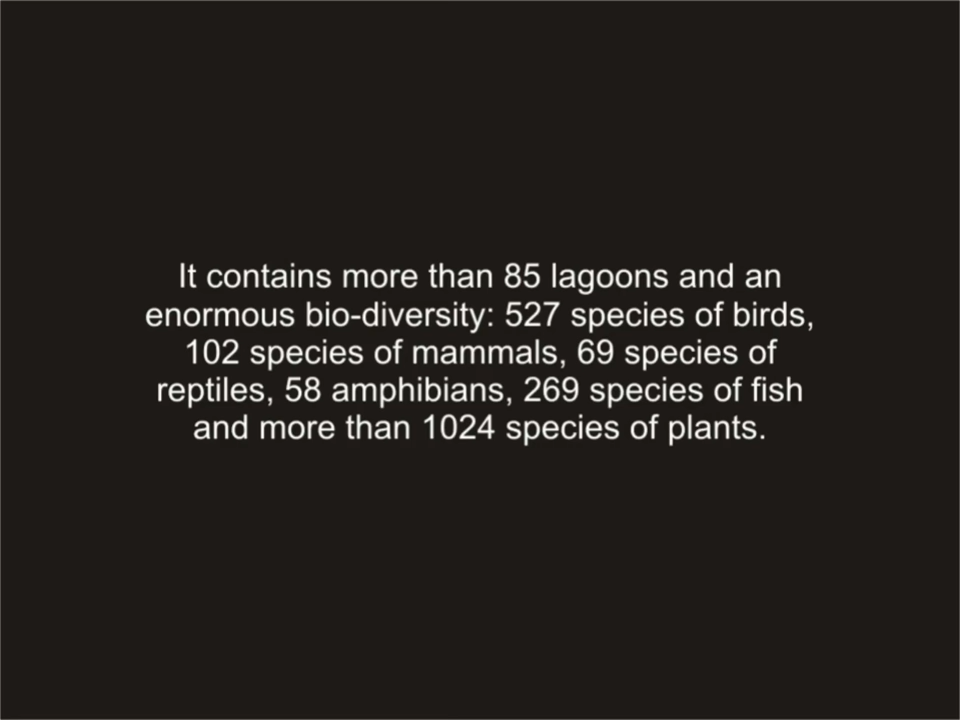 It contains more than 85 lagoons and an
enormous bio-diversity: 527 species of birds,
102 species of mammals, 69 species of
reptiles, 58 amphibians, 269 species of fish
and more than 1024 species of plants.